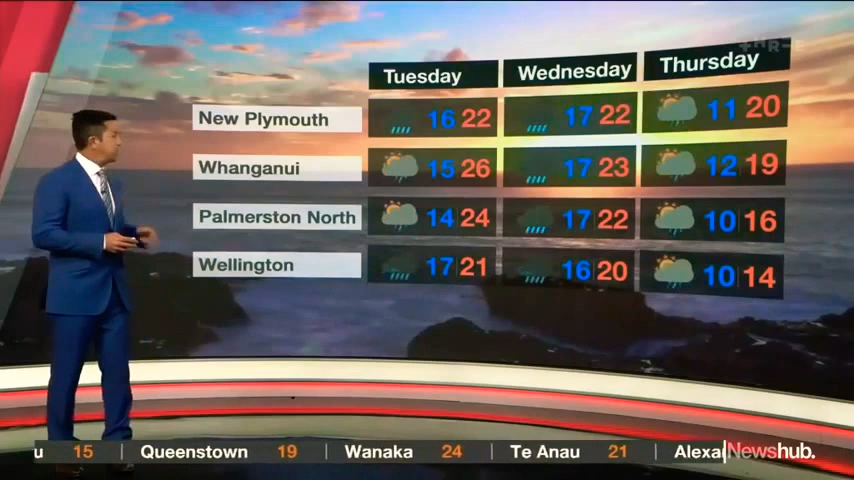 +HR=E
Tuesday Wednesday Thursday
New Plymouth 16 22 17 22 11 20
Whanganui 15 26 17 23 12 19
Palmerston North 14 24 17 22 10 16
Wellington 17 21 16 20 10 14
u 15 Queenstown 19 Wanaka 24 Te Anau 21 Alexa Newshub.